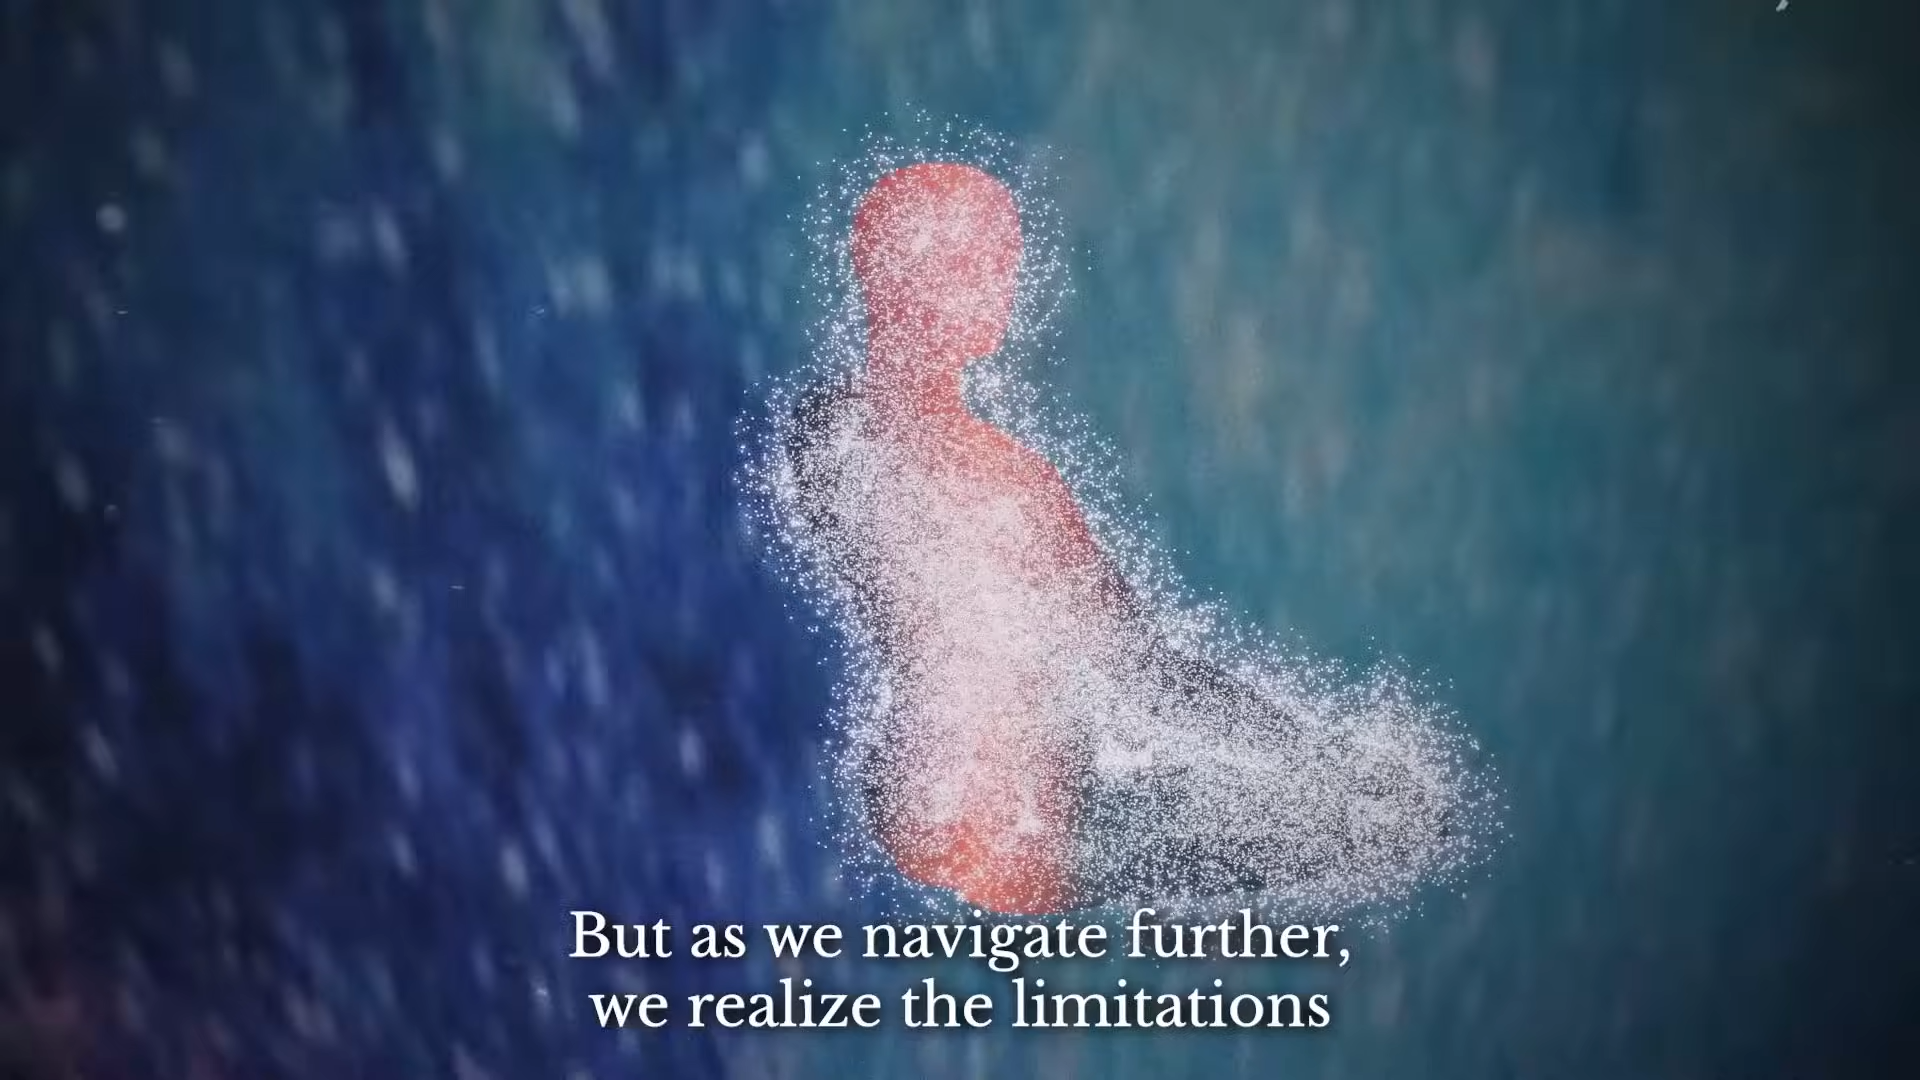 But as we navigate further,
we realize the limitations